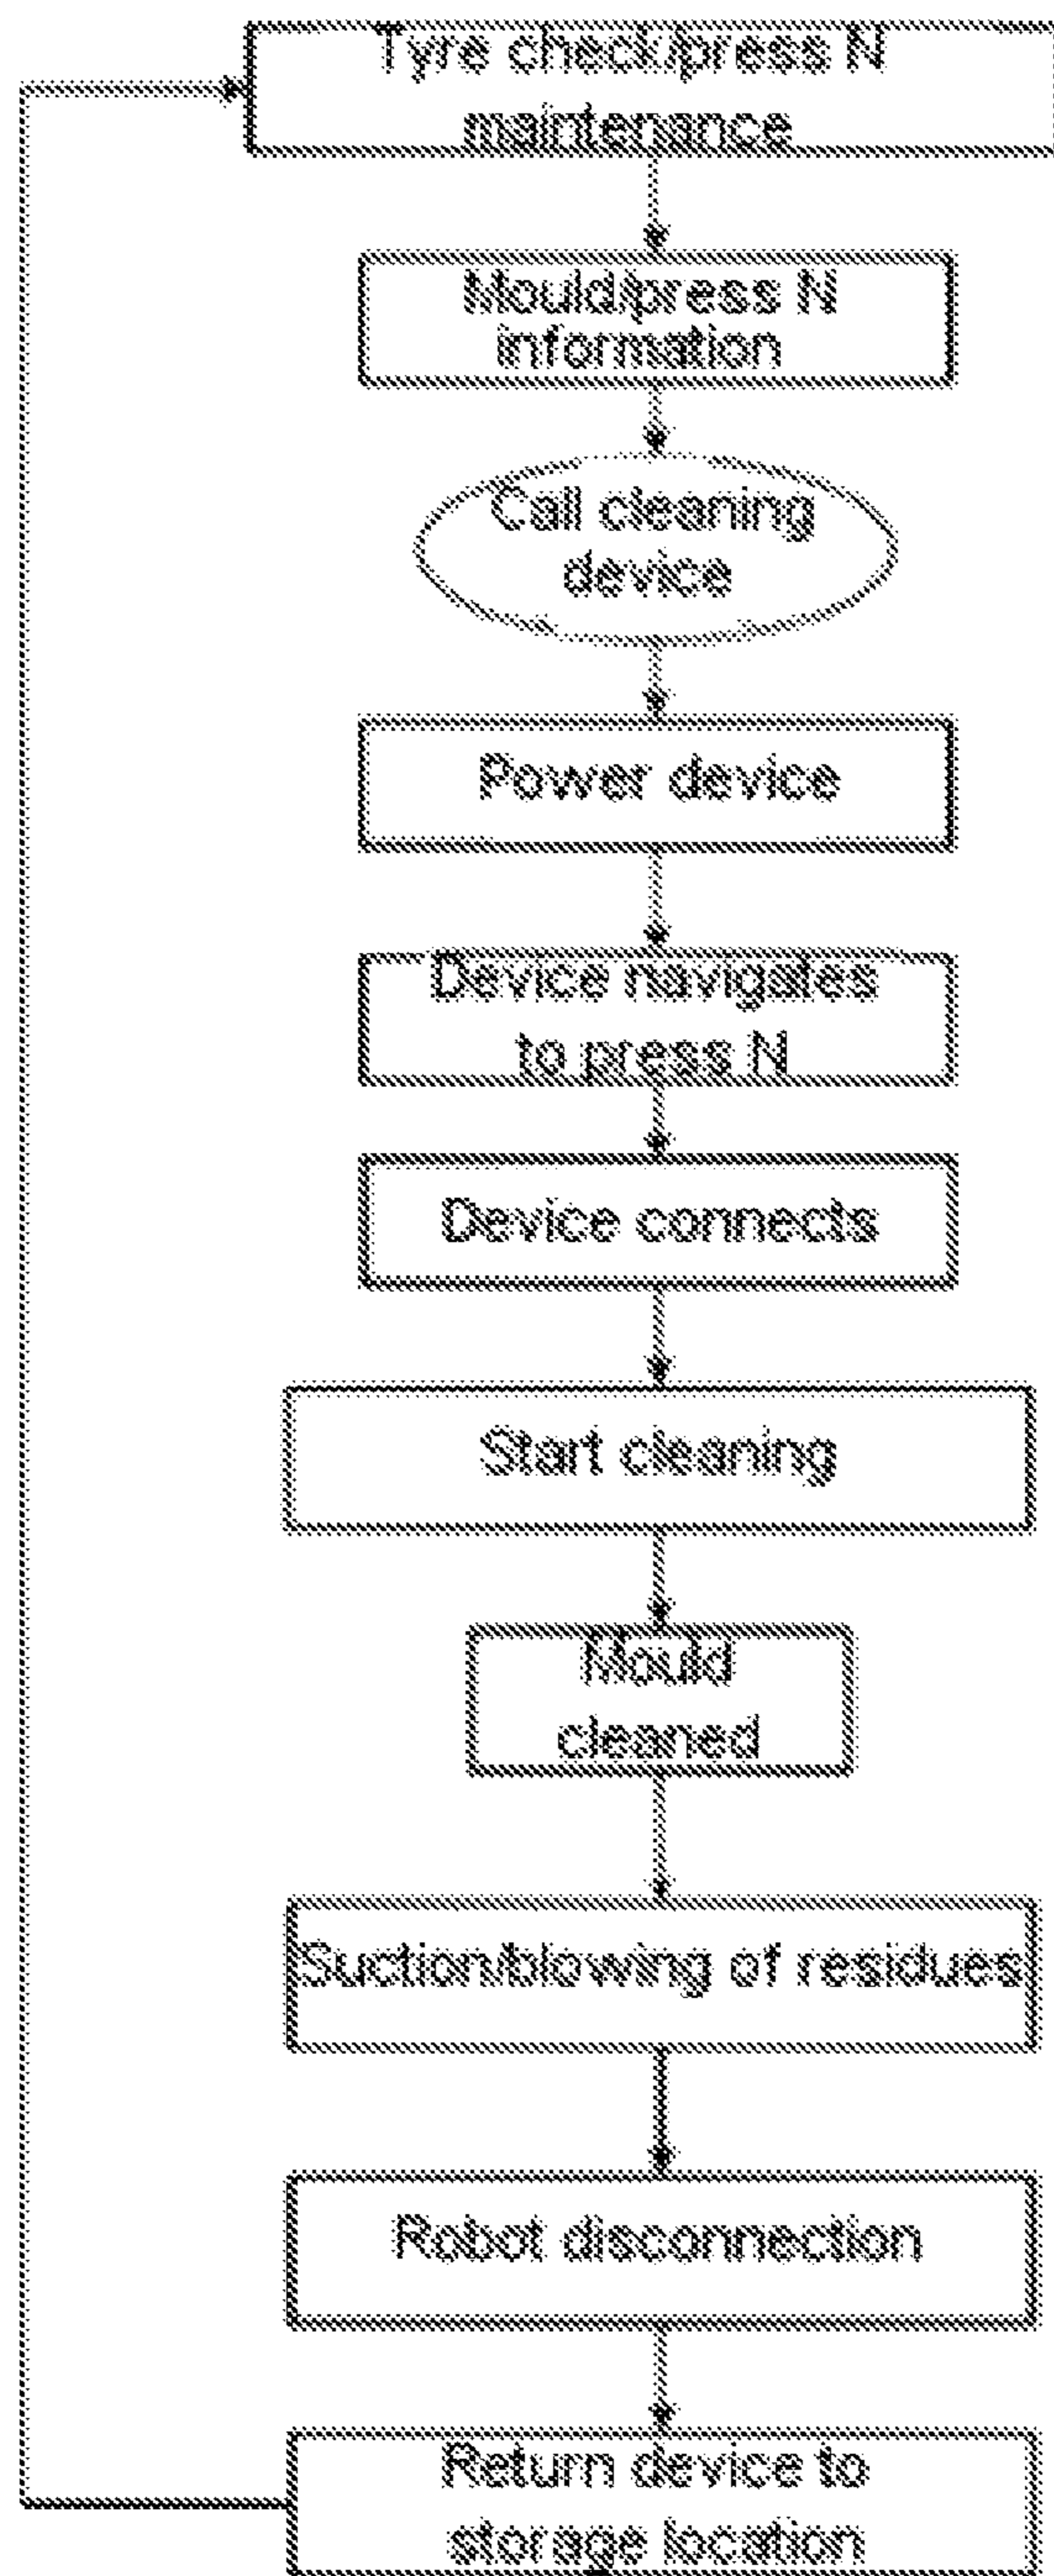 Tyre check/press N
maintenance
Mould/press N
information
Call cleaning
device
Power device
Device navigates
to press N
Device connects
Start cleaning
Mould
cleaned
Suction/blowing of residues
Robot disconnection
Return device to
storage location